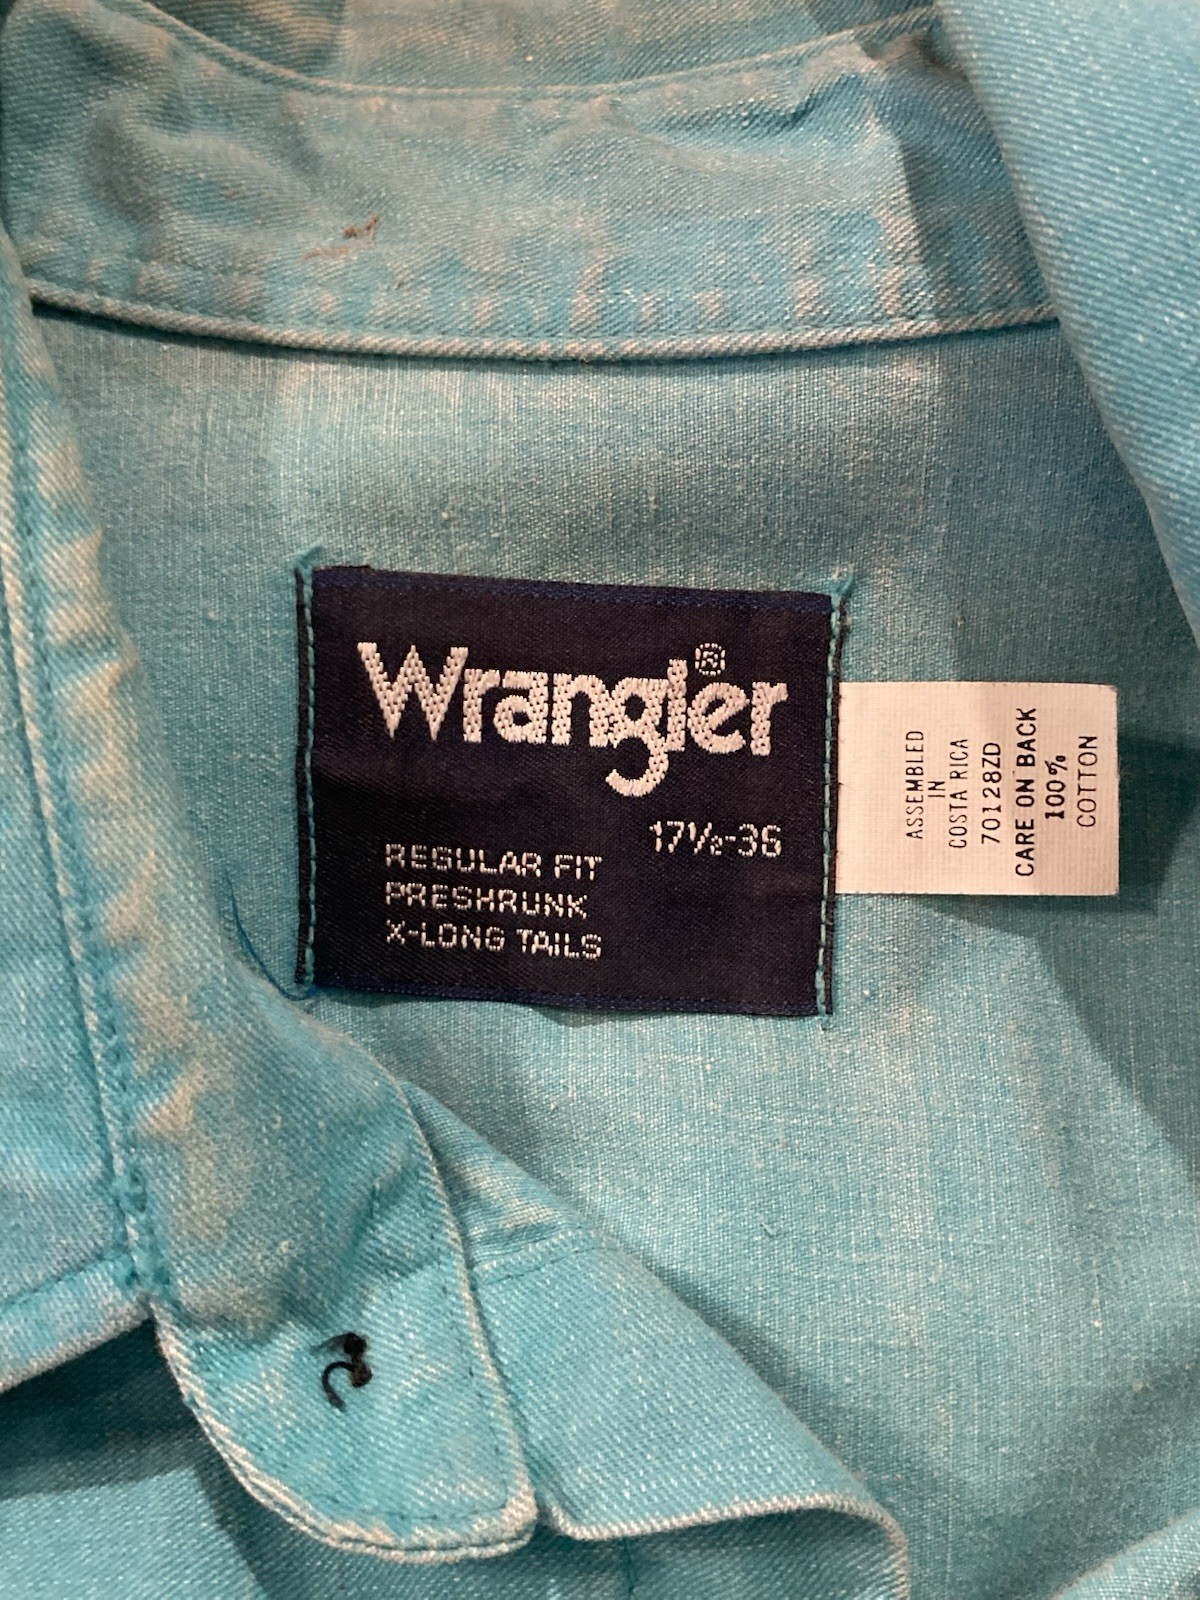 Wrangler®
17½-36
REGULAR FIT
PRESHRUNK
X-LONG TAILS
ASSEMBLED
IN
COSTA RICA
70128ZD
CARE ON BACK
100%
COTTON